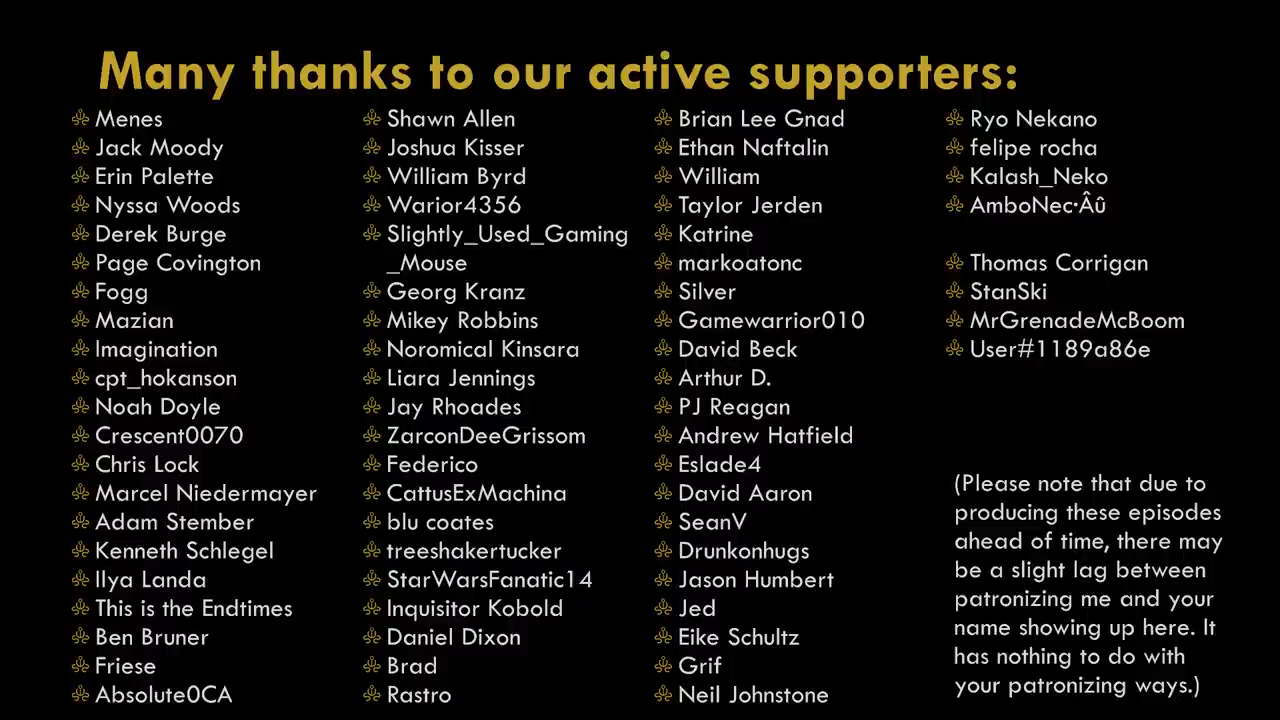 Many thanks to our active supporters:
Menes
Jack Moody
Erin Palette
Nyssa Woods
Derek Burge
Page Covington
Fogg
Mazian
Imagination
cpt_hokanson
Noah Doyle
Crescent0070
Chris Lock
Marcel Niedermayer
Adam Stember
Kenneth Schlegel
Ilya Landa
This is the Endtimes
Ben Bruner
Friese
Absolute0CA
Shawn Allen
Joshua Kisser
William Byrd
Warior4356
Slightly_Used_Gaming
_Mouse
Georg Kranz
Mikey Robbins
Noromical Kinsara
Liara Jennings
Jay Rhoades
ZarconDeeGrissom
Federico
CattusExMachina
blu coates
treeshakertucker
StarWarsFanatic14
Inquisitor Kobold
Daniel Dixon
Brad
Rastro
Brian Lee Gnad
Ethan Naftalin
William
Taylor Jerden
Katrine
markoatonc
Silver
Gamewarrior010
David Beck
Arthur D.
PJ Reagan
Andrew Hatfield
Eslade4
David Aaron
SeanV
Drunkonhugs
Jason Humbert
Jed
Eike Schultz
Grif
Neil Johnstone
Ryo Nekano
felipe rocha
Kalash_Neko
AmboNec·Âû
Thomas Corrigan
StanSki
MrGrenadeMcBoom
User#1189a86e
(Please note that due to
producing these episodes
ahead of time, there may
be a slight lag between
patronizing me and your
name showing up here. It
has nothing to do with
your patronizing ways.)